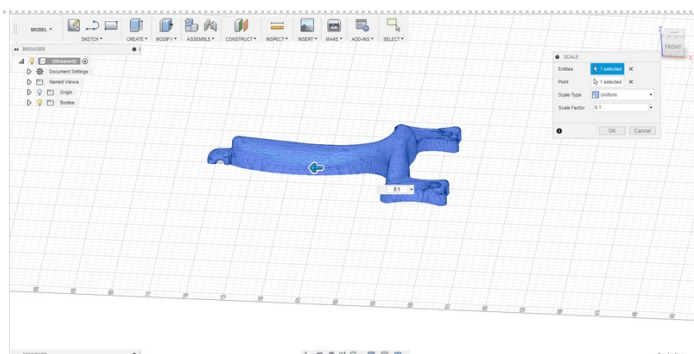 MODEL
SKETCH
CREATE
MODIFY
ASSEMBLE
CONSTRUCT
INSPECT
INSERT
MAKE
ADD-INS
SELECT
BROWSER
(Unsaved)
Document Settings
Named Views
Origin
Bodies
FRONT
SCALE
Entities 1 selected
Point 1 selected
Scale Type Uniform
Scale Factor 0.1
OK Cancel
0.1